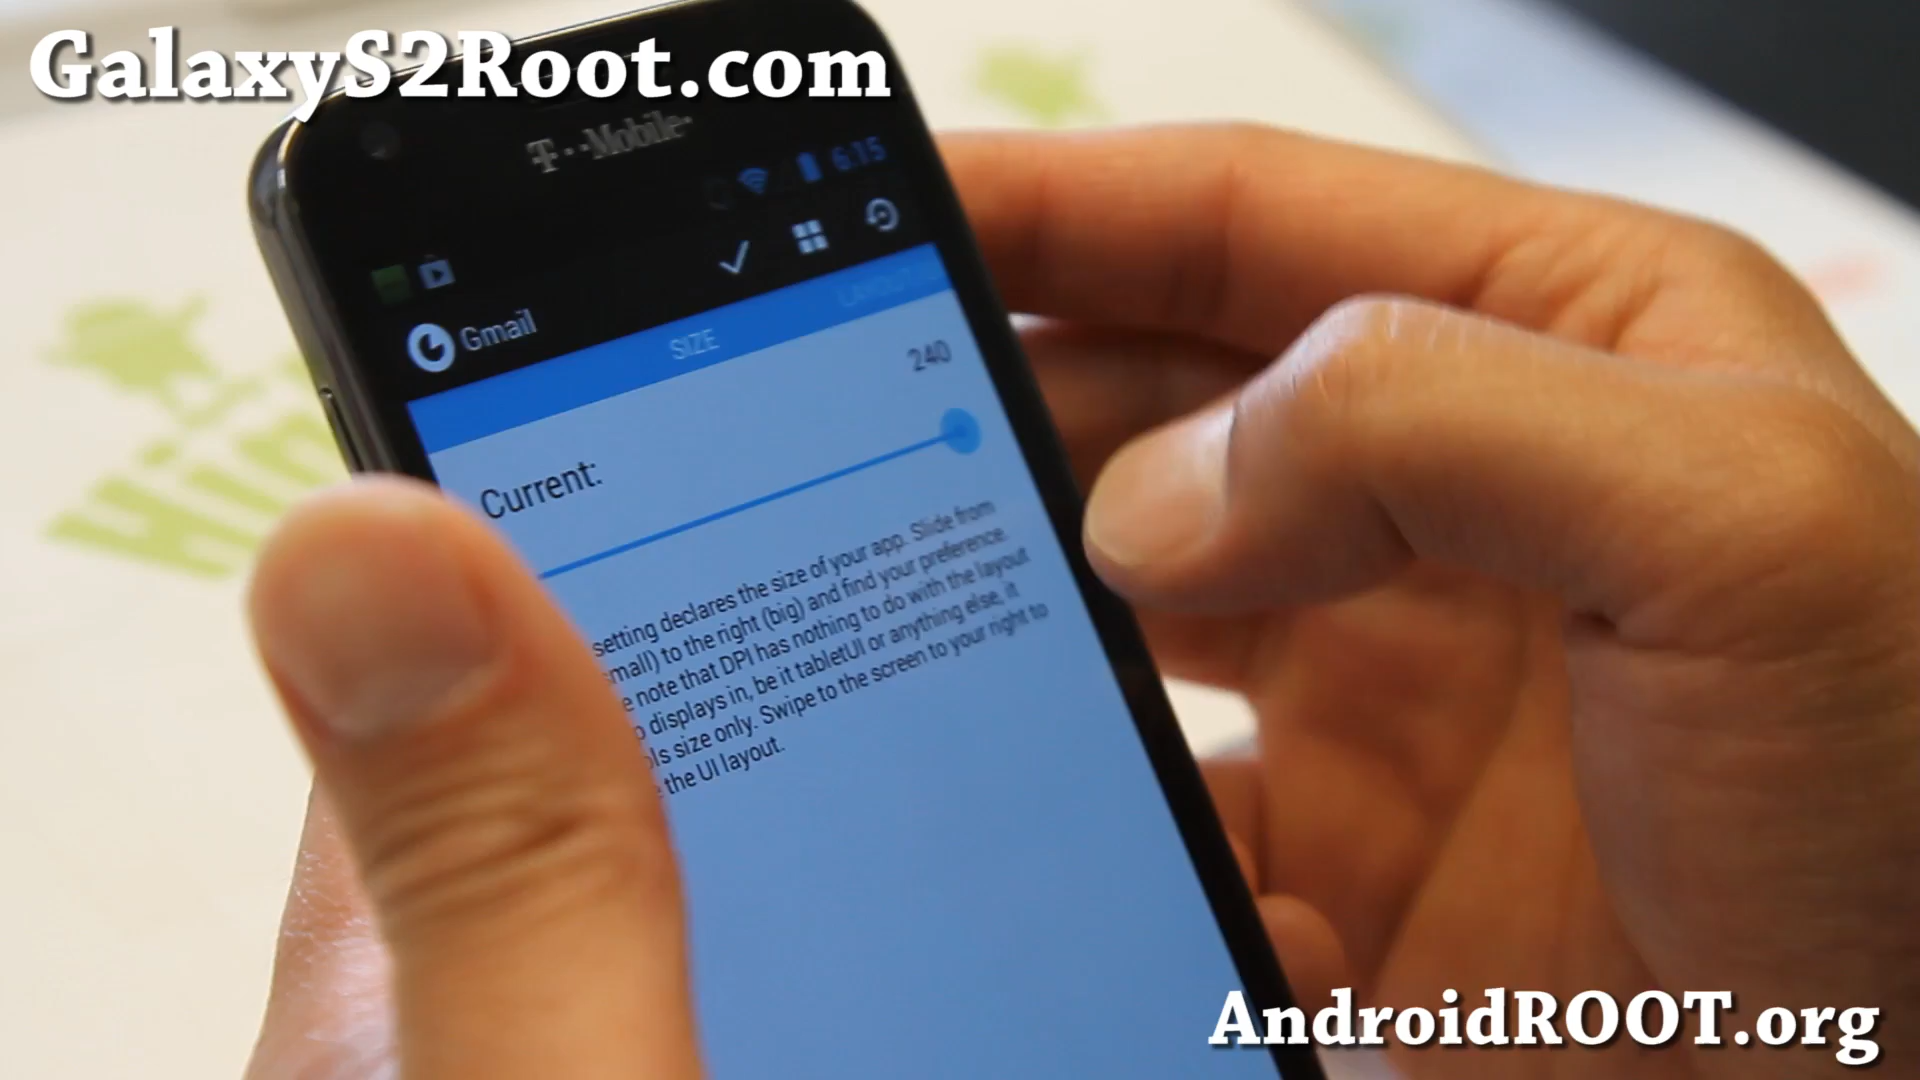 GalaxyS2Root.com
T··Mobile
6:15
Gmail
SIZE
LAYOUT
240
Current:
setting declares the size of your app. Slide from
mall) to the right (big) and find your preference.
e note that DPI has nothing to do with the layout
displays in, be it tabletUI or anything else, it
ls size only. Swipe to the screen to your right to
the UI layout.
AndroidROOT.org